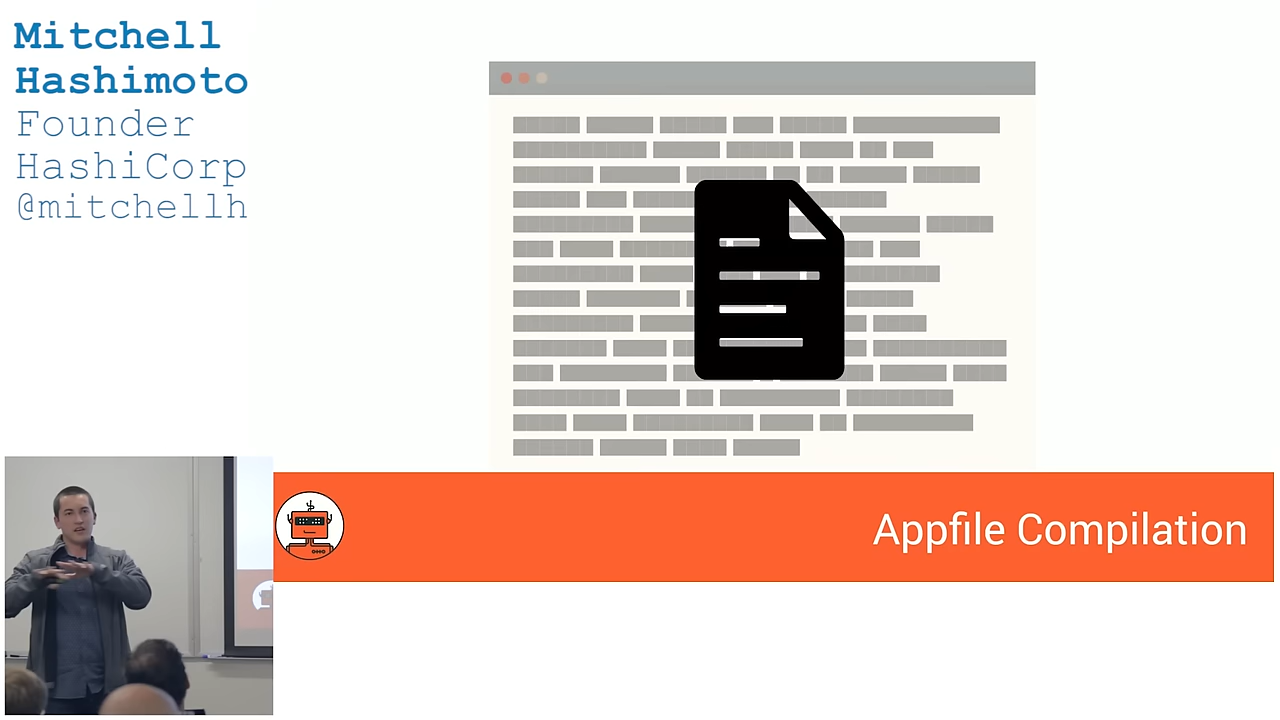 Mitchell
Hashimoto
Founder
HashiCorp
@mitchellh
Appfile Compilation